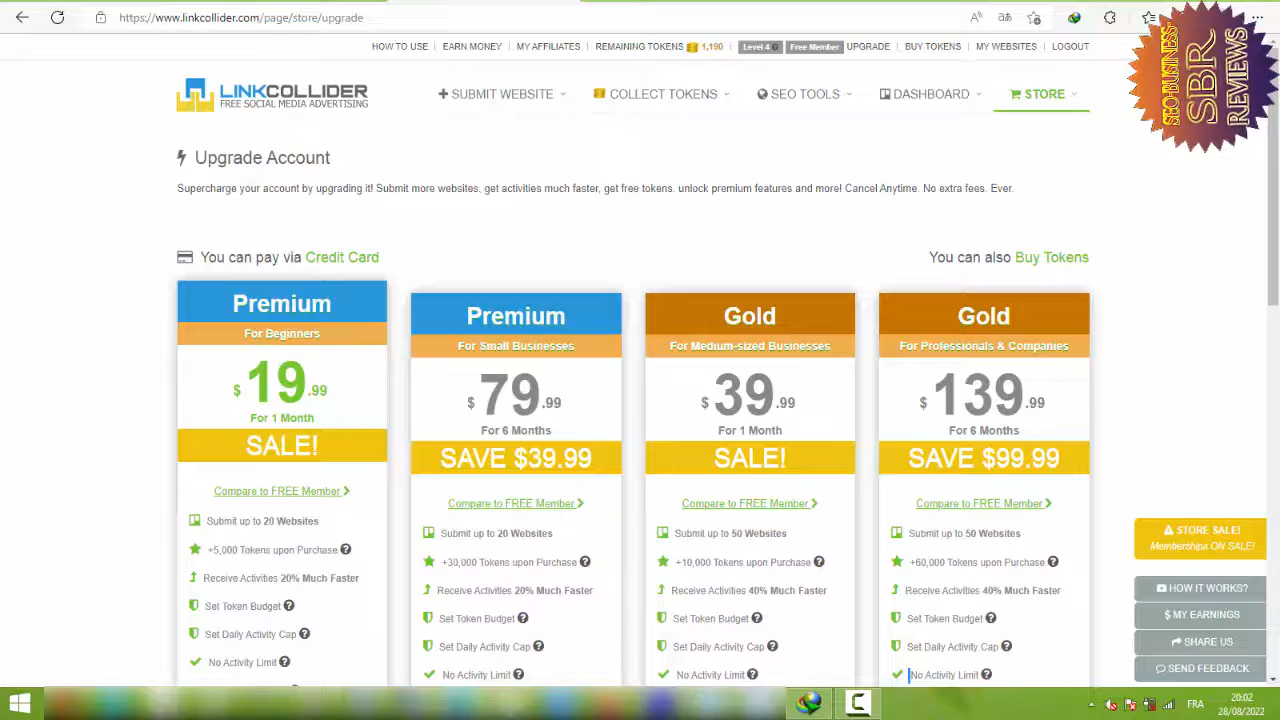 https://www.linkcollider.com/page/store/upgrade
HOW TO USE EARN MONEY MY AFFILIATES REMAINING TOKENS 1,190 Level 4 Free Member UPGRADE BUY TOKENS MY WEBSITES LOGOUT
LINKCOLLIDER
FREE SOCIAL MEDIA ADVERTISING
SUBMIT WEBSITE COLLECT TOKENS SEO TOOLS DASHBOARD STORE
SEO-BUSINESS
SBR
REVIEWS
Upgrade Account
Supercharge your account by upgrading it! Submit more websites, get activities much faster, get free tokens, unlock premium features and more! Cancel Anytime. No extra fees. Ever.
You can pay via Credit Card
You can also Buy Tokens
Premium
For Beginners
$ 19.99
For 1 Month
SALE!
Compare to FREE Member
Submit up to 20 Websites
+5,000 Tokens upon Purchase
Receive Activities 20% Much Faster
Set Token Budget
Set Daily Activity Cap
No Activity Limit
Premium
For Small Businesses
$ 79.99
For 6 Months
SAVE $39.99
Compare to FREE Member
Submit up to 20 Websites
+30,000 Tokens upon Purchase
Receive Activities 20% Much Faster
Set Token Budget
Set Daily Activity Cap
No Activity Limit
Gold
For Medium-sized Businesses
$ 39.99
For 1 Month
SALE!
Compare to FREE Member
Submit up to 50 Websites
+10,000 Tokens upon Purchase
Receive Activities 40% Much Faster
Set Token Budget
Set Daily Activity Cap
No Activity Limit
Gold
For Professionals & Companies
$ 139.99
For 6 Months
SAVE $99.99
Compare to FREE Member
Submit up to 50 Websites
+60,000 Tokens upon Purchase
Receive Activities 40% Much Faster
Set Token Budget
Set Daily Activity Cap
No Activity Limit
STORE SALE!
Memberships ON SALE!
HOW IT WORKS?
$ MY EARNINGS
SHARE US
SEND FEEDBACK
FRA
20:02
28/08/2022